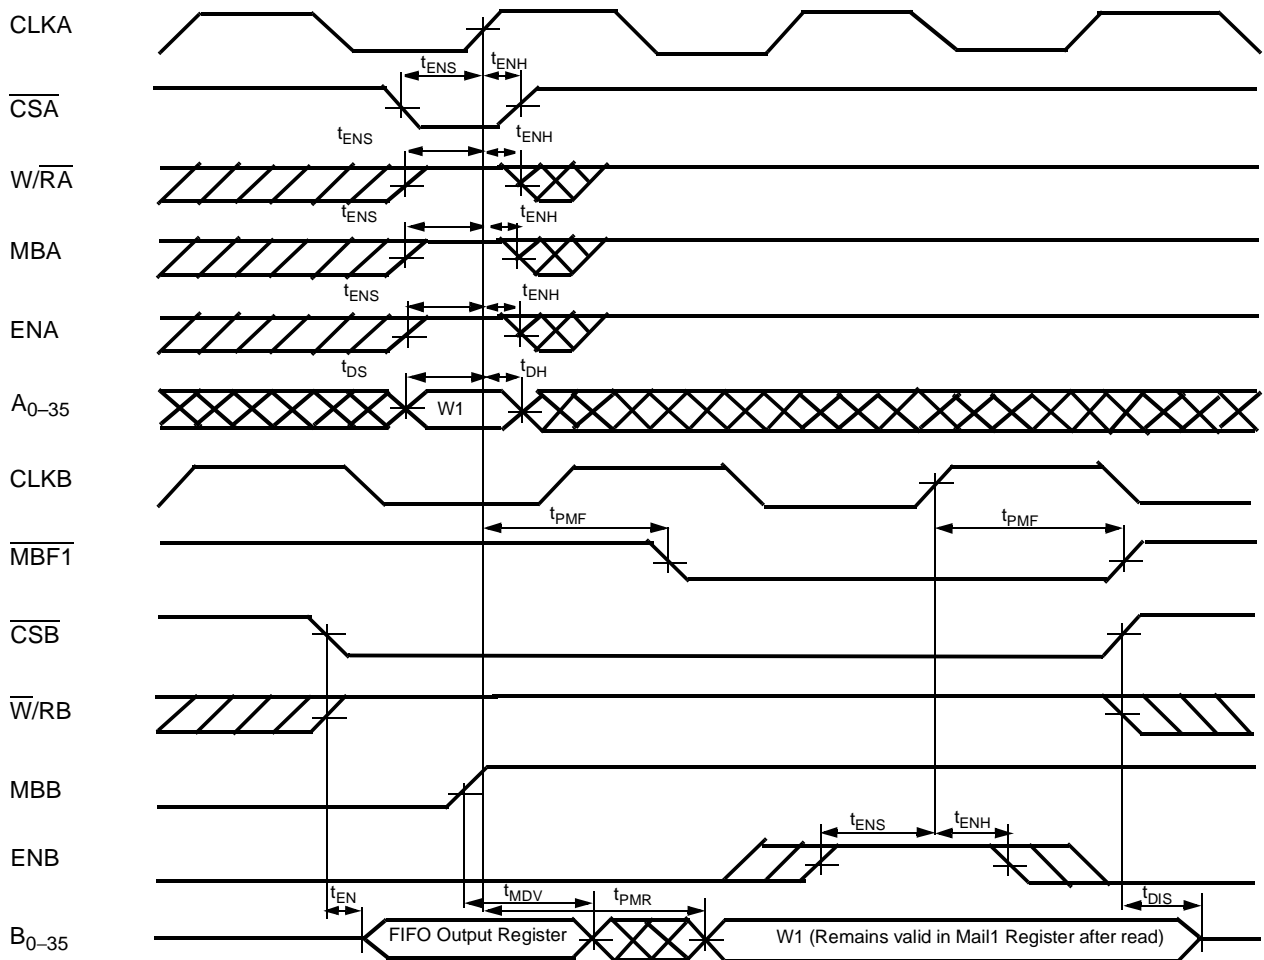 CLKA
tENS tENH
CSA
tENS tENH
W/RA
tENS tENH
MBA
tENS tENH
ENA
tDS tDH
A0–35 W1
CLKB
tPMF tPMF
MBF1
CSB
W/RB
MBB
tENS tENH
ENB
tEN tMDV tPMR tDIS
B0–35 FIFO Output Register W1 (Remains valid in Mail1 Register after read)